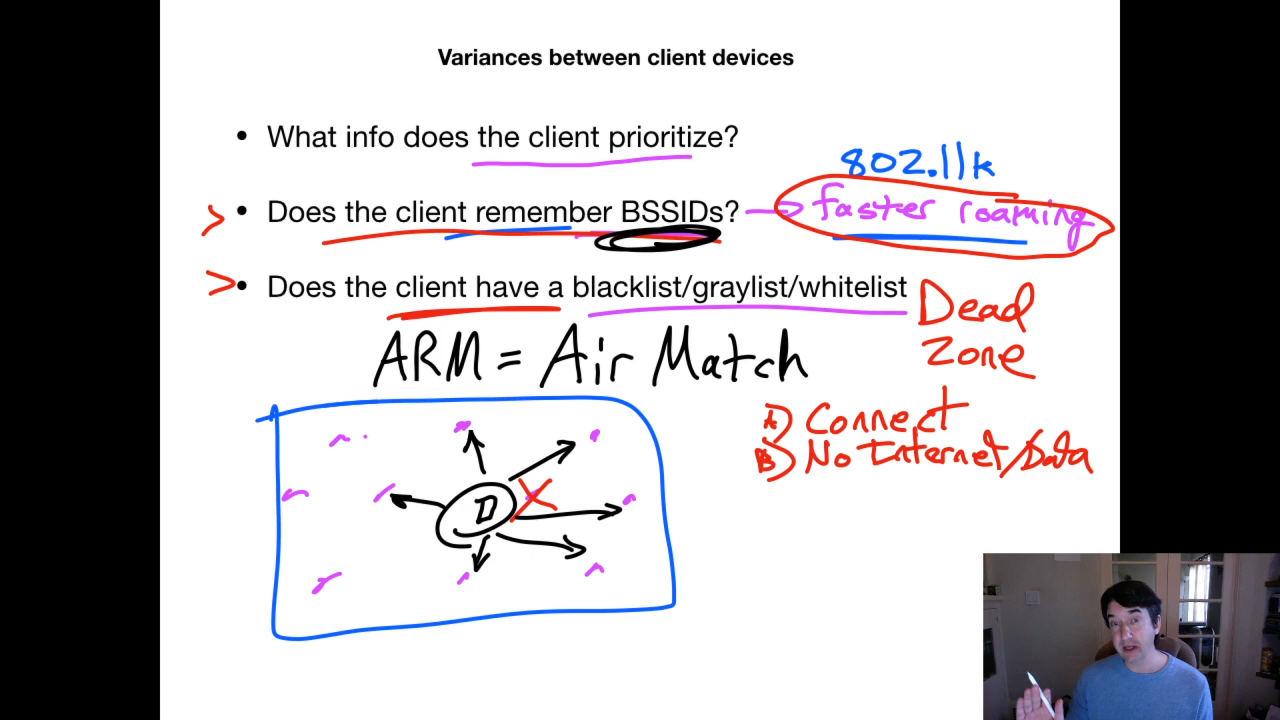 Variances between client devices
• What info does the client prioritize?
802.11k
• Does the client remember BSSIDs? → faster roaming
• Does the client have a blacklist/graylist/whitelist
Dead
Zone
ARM = Air Match
A) Connect
B) No Internet/Data
D